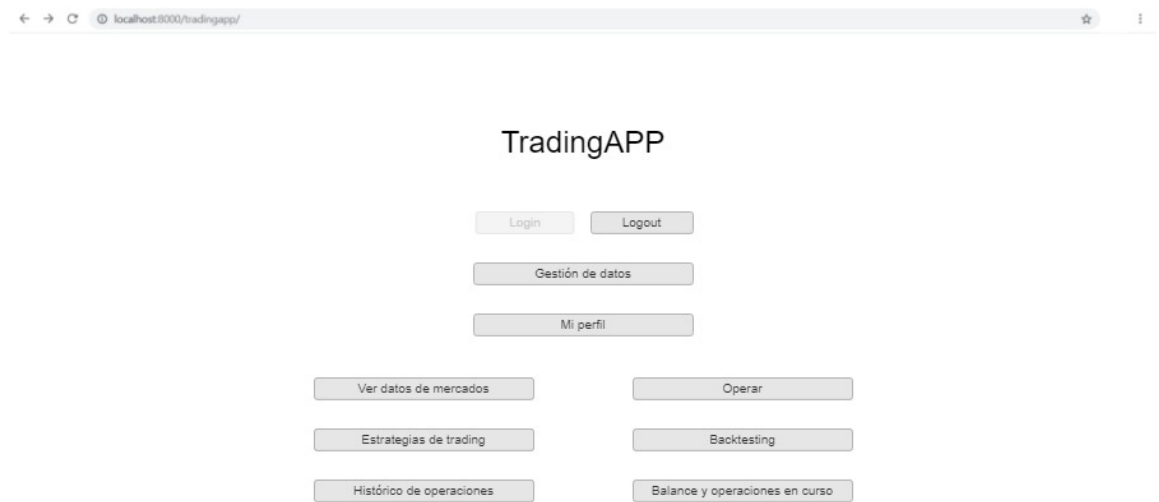 localhost:8000/tradingapp/
TradingAPP
Login Logout
Gestión de datos
Mi perfil
Ver datos de mercados Operar
Estrategias de trading Backtesting
Histórico de operaciones Balance y operaciones en curso